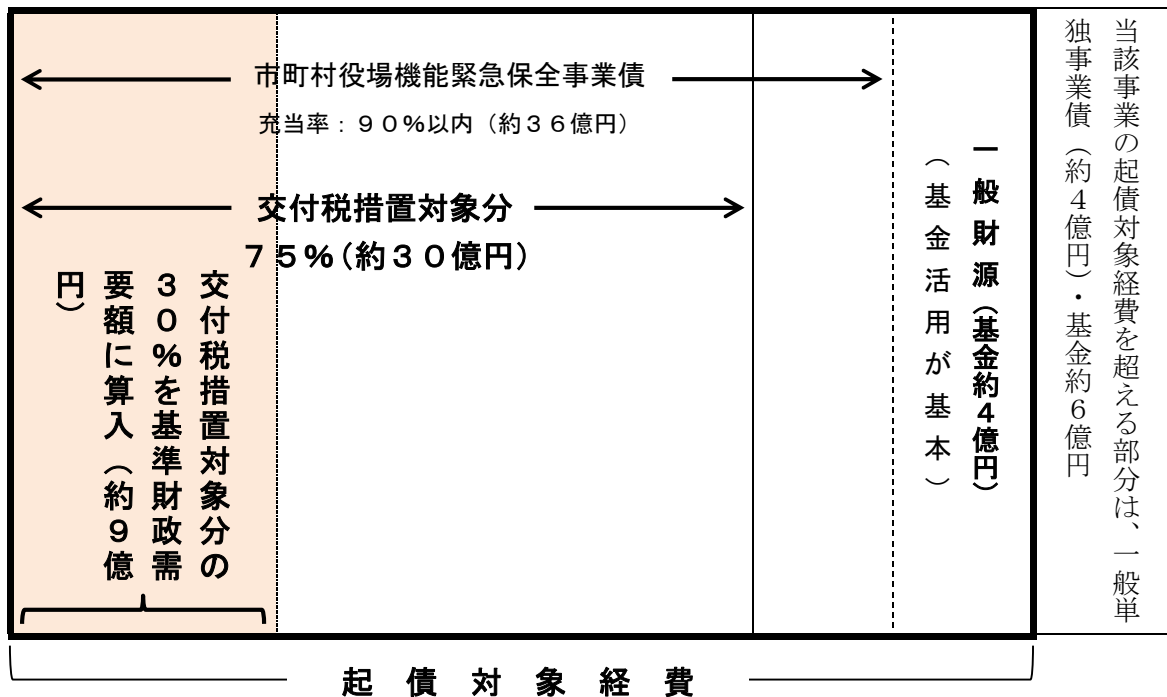 市町村役場機能緊急保全事業債
充当率：９０％以内（約３６億円）
交付税措置対象分
７５％（約３０億円）
交付税措置対象分の
３０％を基準財政需
要額に算入（約９億
円）
一般財源（基金約４億円）
（基金活用が基本）
当該事業の起債対象経費を超える部分は、一般単
独事業債（約４億円）・基金約６億円
起債対象経費